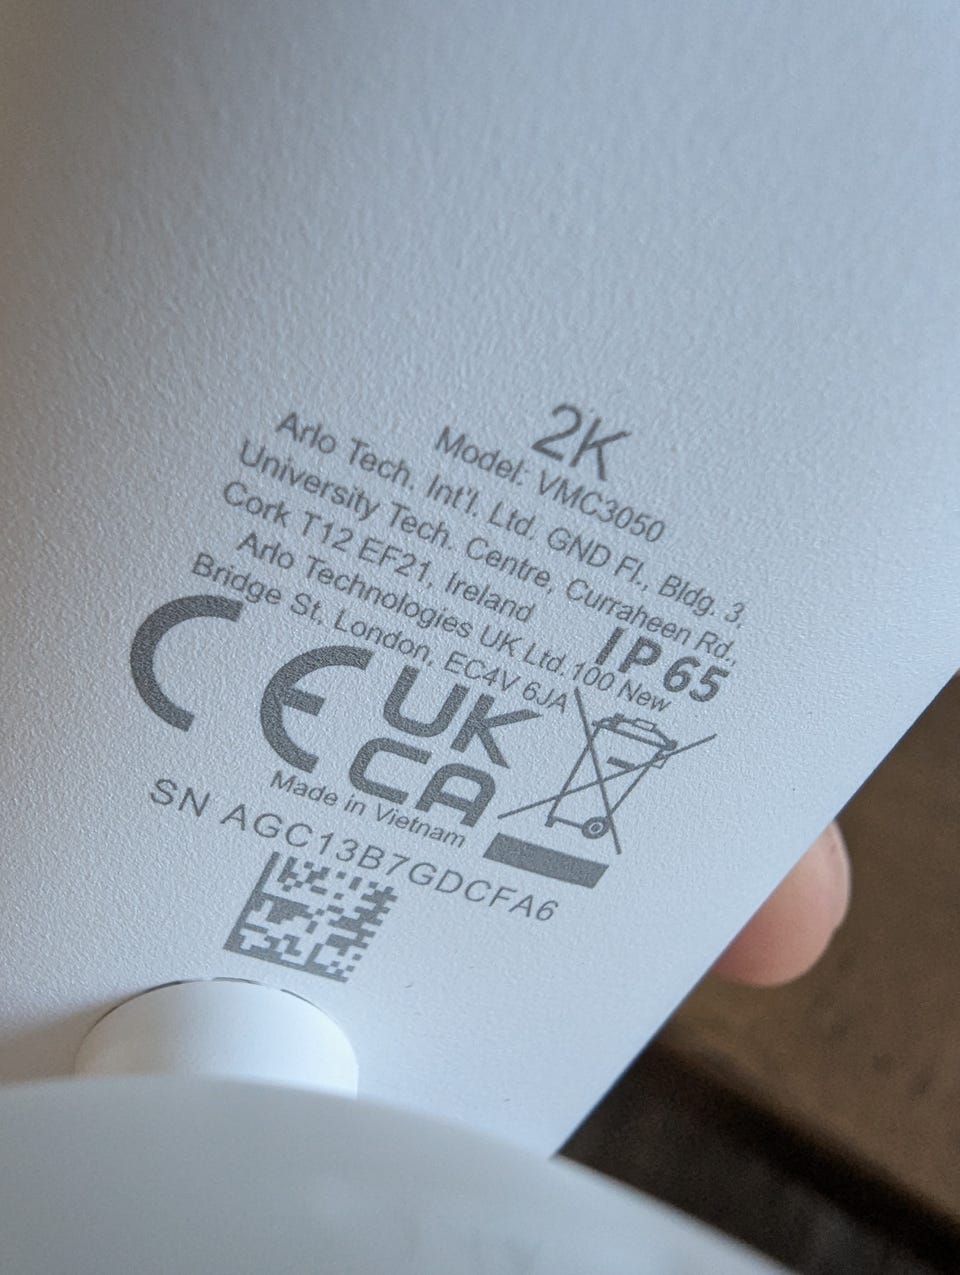 2K
Model: VMC3050
Arlo Tech. Int'l. Ltd. GND Fl., Bldg. 3,
University Tech. Centre, Curraheen Rd.,
Cork T12 EF21, Ireland
IP65
Arlo Technologies UK Ltd.100 New
Bridge St, London, EC4V 6JA
CE
UK
CA
Made in Vietnam
SN AGC13B7GDCFA6